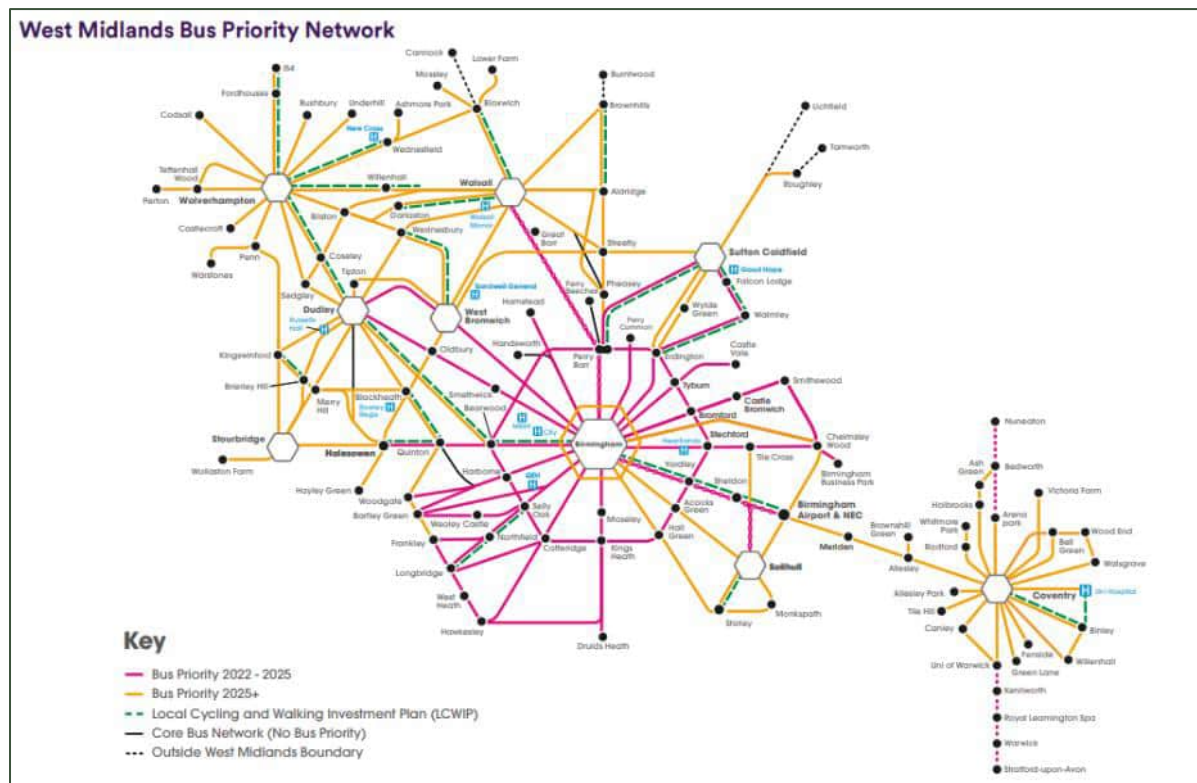 West Midlands Bus Priority Network
Cannock
Lower Farm
Mossley
Burntwood
i54
Fordhouses
Bushbury
Underhill
Ashmore Park
Bloxwich
Brownhills
Lichfield
Codsall
New Cross
H
Wednesfield
Tamworth
Roughley
Tettenhall
Wood
Willenhall
Walsall
Aldridge
Perton
Wolverhampton
Bilston
Darlaston
H
Walsall
Manor
Castlecroft
Wednesbury
Great
Barr
Streetly
Sutton Coldfield
Penn
Warstones
Coseley
Tipton
H Good Hope
Falcon Lodge
Sedgley
Sandwell General
H
Perry
Beeches
Pheasey
Dudley
West
Bromwich
Hamstead
Wylde
Green
Walmley
Russells
Hall
H
Perry
Common
Castle
Vale
Kingswinford
Oldbury
Handsworth
Perry
Barr
Erdington
Brierley Hill
Merry
Hill
Blackheath
Smethwick
Tyburn
Smithswood
Rowley
Regis
H
Bearwood
Castle
Bromwich
Bromford
H
H City
Birmingham
Stechford
Chelmsley
Wood
Stourbridge
Halesowen
Quinton
Heartlands
H
Tile Cross
Nuneaton
Wollaston Farm
Harborne
QEH
H
Yardley
Sheldon
Birmingham
Business Park
Ash
Green
Bedworth
Hayley Green
Woodgate
Selly
Oak
Acocks
Green
Birmingham
Airport & NEC
Holbrooks
Victoria Farm
Bartley Green
Weoley Castle
Moseley
Hall
Green
Brownshill
Green
Whitmore
Park
Arena
park
Wood End
Frankley
Northfield
Cotteridge
Kings
Heath
Meriden
Radford
Bell
Green
Walsgrave
Longbridge
Solihull
Allesley
West
Heath
Allesley Park
Coventry
H Uni Hospital
Hawkesley
Shirley
Monkspath
Tile Hill
Canley
Binley
Druids Heath
Fenside
Willenhall
Uni of Warwick
Green Lane
Kenilworth
Royal Leamington Spa
Warwick
Stratford-upon-Avon
Key
Bus Priority 2022 - 2025
Bus Priority 2025+
Local Cycling and Walking Investment Plan (LCWIP)
Core Bus Network (No Bus Priority)
Outside West Midlands Boundary